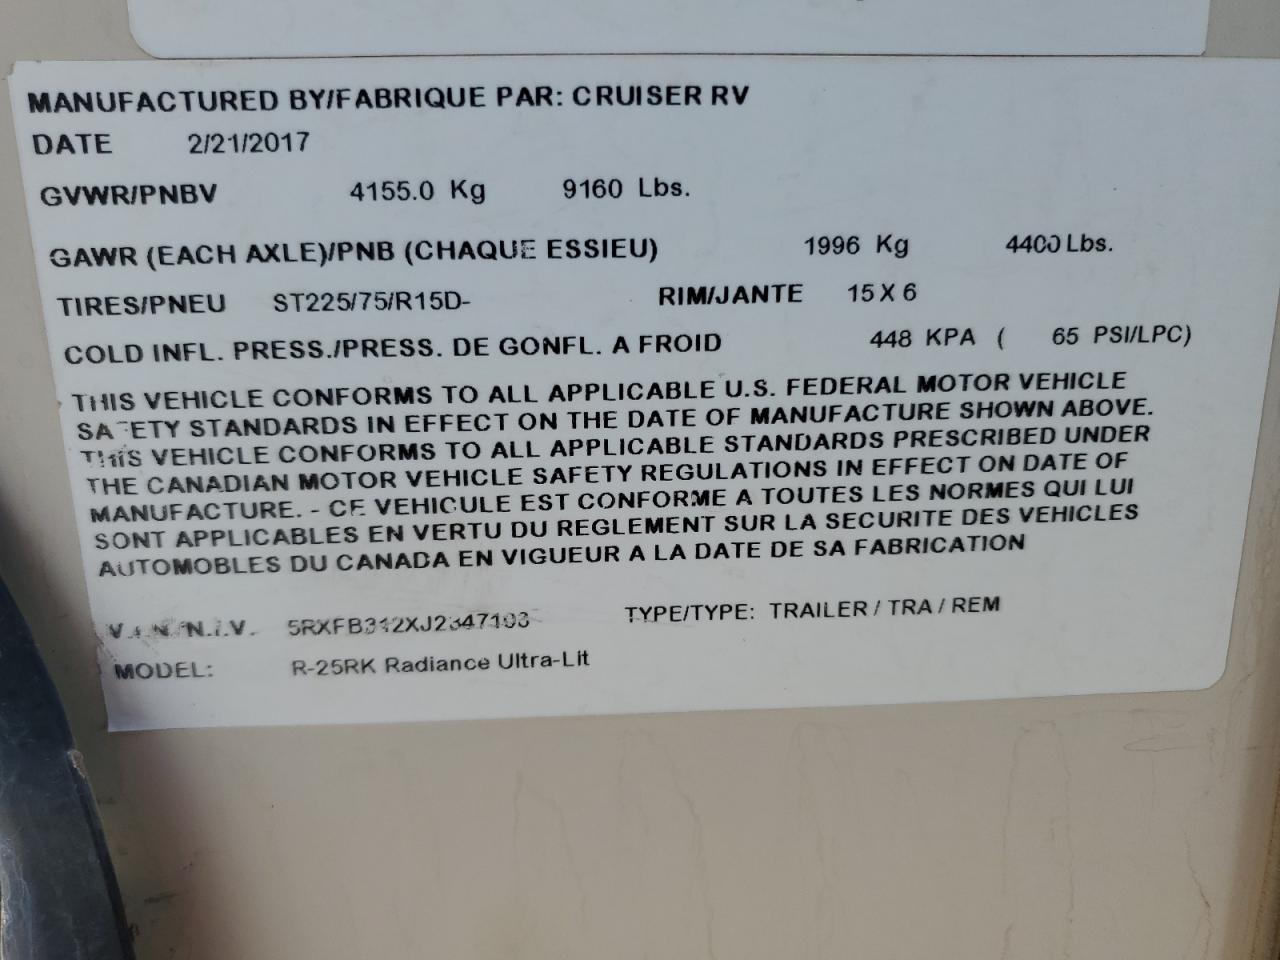 MANUFACTURED BY/FABRIQUE PAR: CRUISER RV
DATE 2/21/2017
GVWR/PNBV 4155.0 Kg 9160 Lbs.
GAWR (EACH AXLE)/PNB (CHAQUE ESSIEU) 1996 Kg 4400 Lbs.
TIRES/PNEU ST225/75/R15D- RIM/JANTE 15 X 6
COLD INFL. PRESS./PRESS. DE GONFL. A FROID 448 KPA ( 65 PSI/LPC)
THIS VEHICLE CONFORMS TO ALL APPLICABLE U.S. FEDERAL MOTOR VEHICLE
SAFETY STANDARDS IN EFFECT ON THE DATE OF MANUFACTURE SHOWN ABOVE.
THIS VEHICLE CONFORMS TO ALL APPLICABLE STANDARDS PRESCRIBED UNDER
THE CANADIAN MOTOR VEHICLE SAFETY REGULATIONS IN EFFECT ON DATE OF
MANUFACTURE. - CE VEHICULE EST CONFORME A TOUTES LES NORMES QUI LUI
SONT APPLICABLES EN VERTU DU REGLEMENT SUR LA SECURITE DES VEHICLES
AUTOMOBLES DU CANADA EN VIGUEUR A LA DATE DE SA FABRICATION
V.I.N./N.I.V. TYPE/TYPE: TRAILER / TRA / REM
MODEL: R-25RK Radiance Ultra-Lit